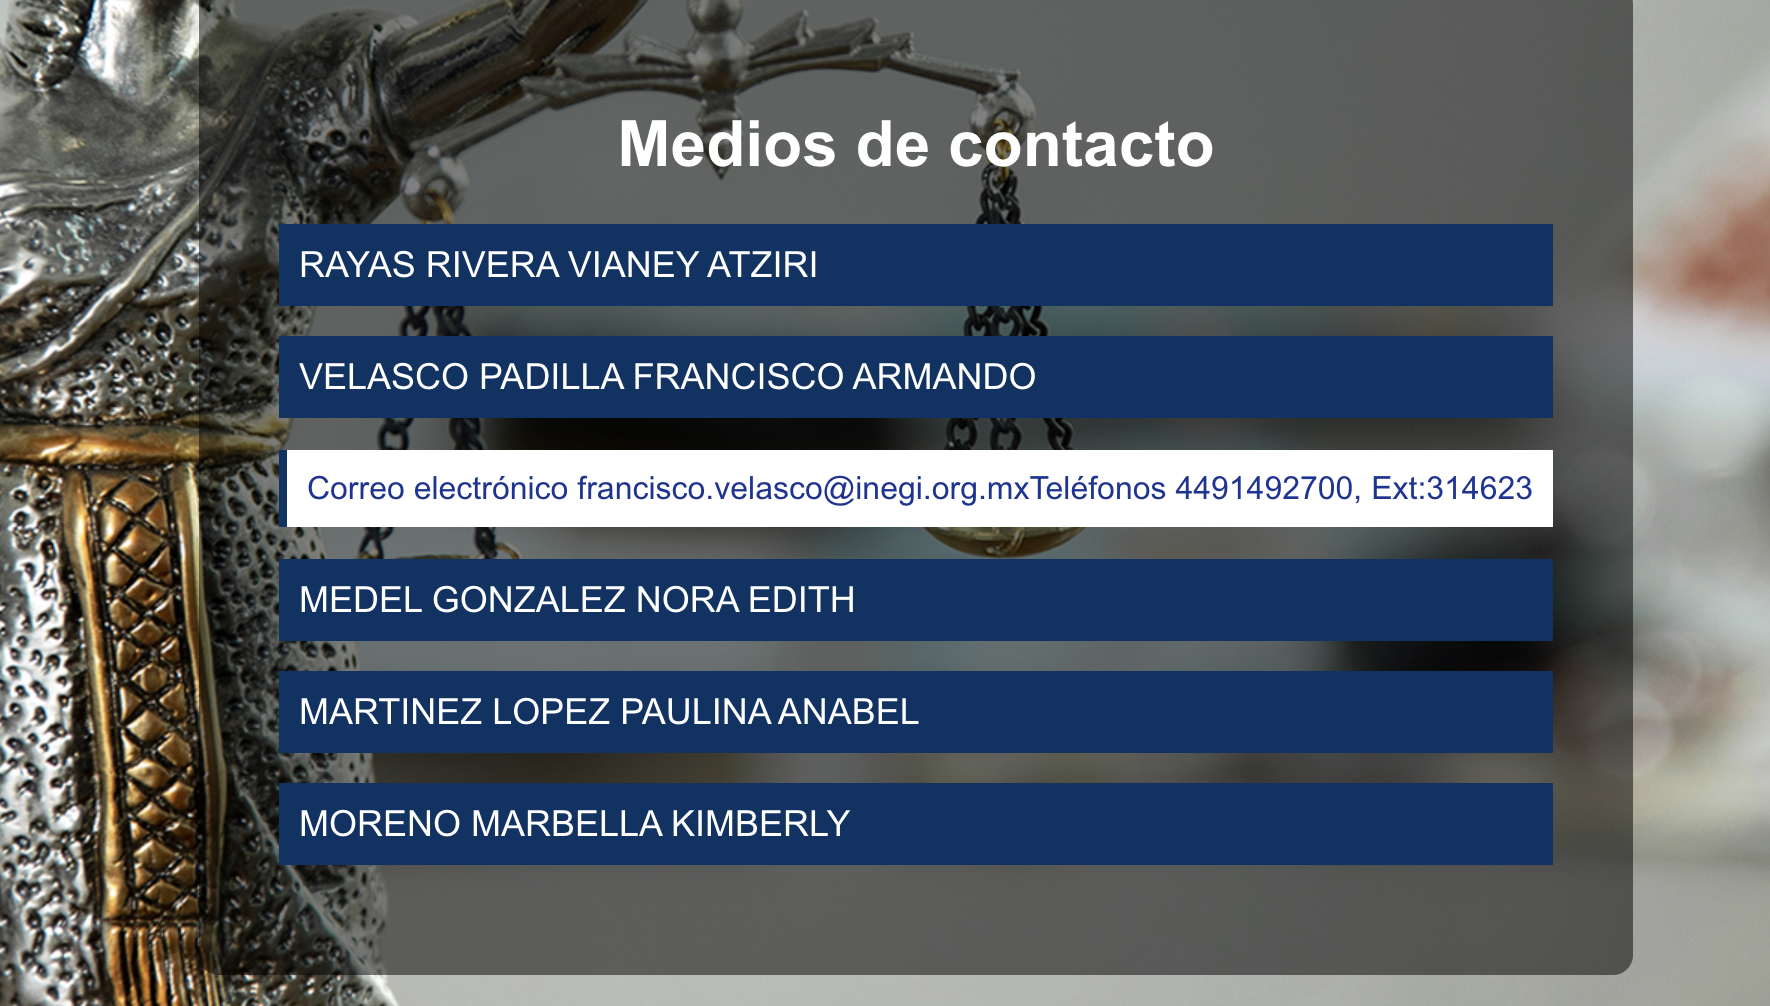 Medios de contacto
RAYAS RIVERA VIANEY ATZIRI
VELASCO PADILLA FRANCISCO ARMANDO
Correo electrónico francisco.velasco@inegi.org.mxTeléfonos 4491492700, Ext:314623
MEDEL GONZALEZ NORA EDITH
MARTINEZ LOPEZ PAULINA ANABEL
MORENO MARBELLA KIMBERLY